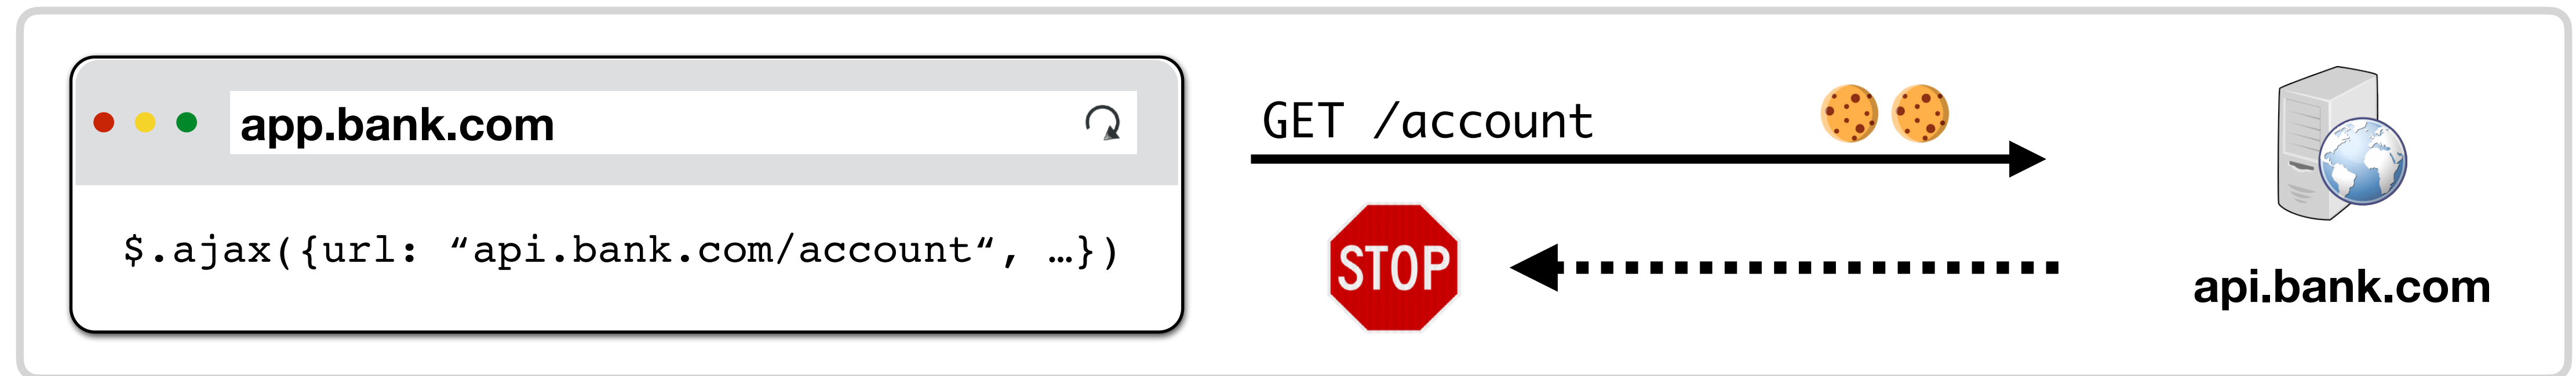 app.bank.com
GET /account
$.ajax({url: “api.bank.com/account“, …})
STOP
api.bank.com